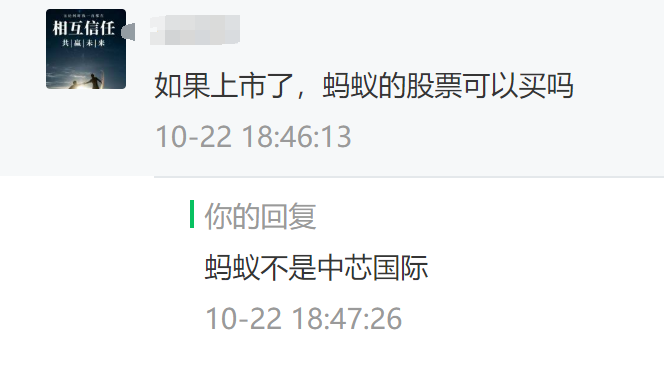 相互信任
共|赢|未|来
如果上市了，蚂蚁的股票可以买吗
10-22 18:46:13
你的回复
蚂蚁不是中芯国际
10-22 18:47:26